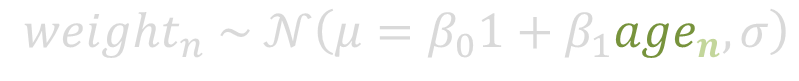 weightₙ ~ 𝒩(μ = β₀1 + β₁ageₙ, σ)